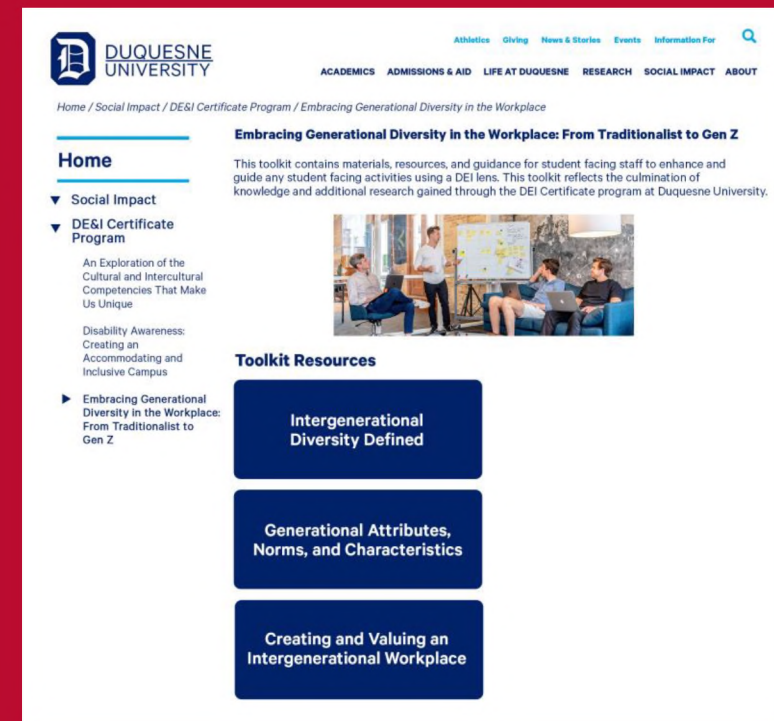 DUQUESNE
UNIVERSITY
Athletics Giving News & Stories Events Information For
ACADEMICS ADMISSIONS & AID LIFE AT DUQUESNE RESEARCH SOCIAL IMPACT ABOUT
Home / Social Impact / DE&I Certificate Program / Embracing Generational Diversity in the Workplace
Home
Social Impact
DE&I Certificate
Program
An Exploration of the
Cultural and Intercultural
Competencies That Make
Us Unique
Disability Awareness:
Creating an
Accommodating and
Inclusive Campus
Embracing Generational
Diversity in the Workplace:
From Traditionalist to
Gen Z
Embracing Generational Diversity in the Workplace: From Traditionalist to Gen Z
This toolkit contains materials, resources, and guidance for student facing staff to enhance and
guide any student facing activities using a DEI lens. This toolkit reflects the culmination of
knowledge and additional research gained through the DEI Certificate program at Duquesne University.
Toolkit Resources
Intergenerational
Diversity Defined
Generational Attributes,
Norms, and Characteristics
Creating and Valuing an
Intergenerational Workplace